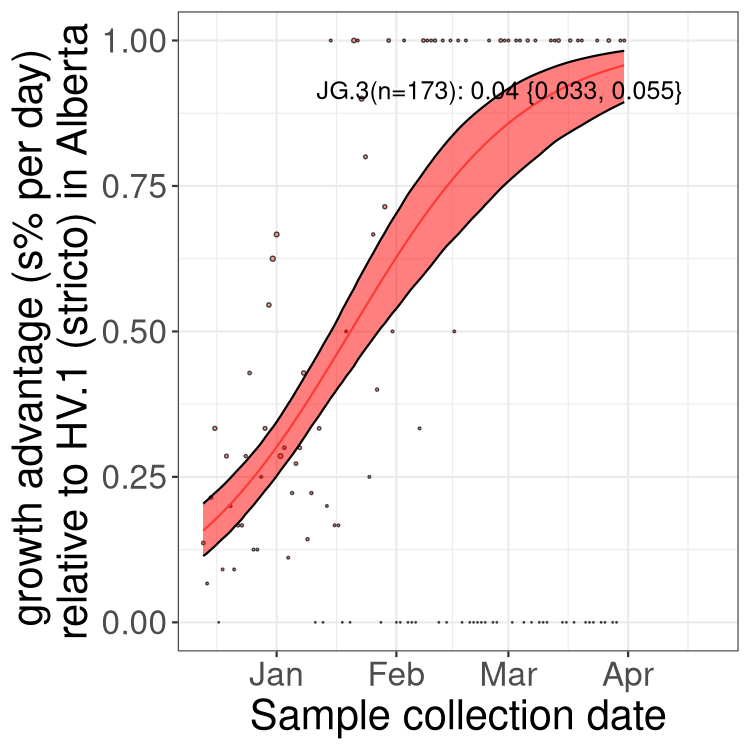 growth advantage (s% per day)
relative to HV.1 (stricto) in Alberta
1.00
0.75
0.50
0.25
0.00
JG.3(n=173): 0.04 {0.033, 0.055}
Jan Feb Mar Apr
Sample collection date